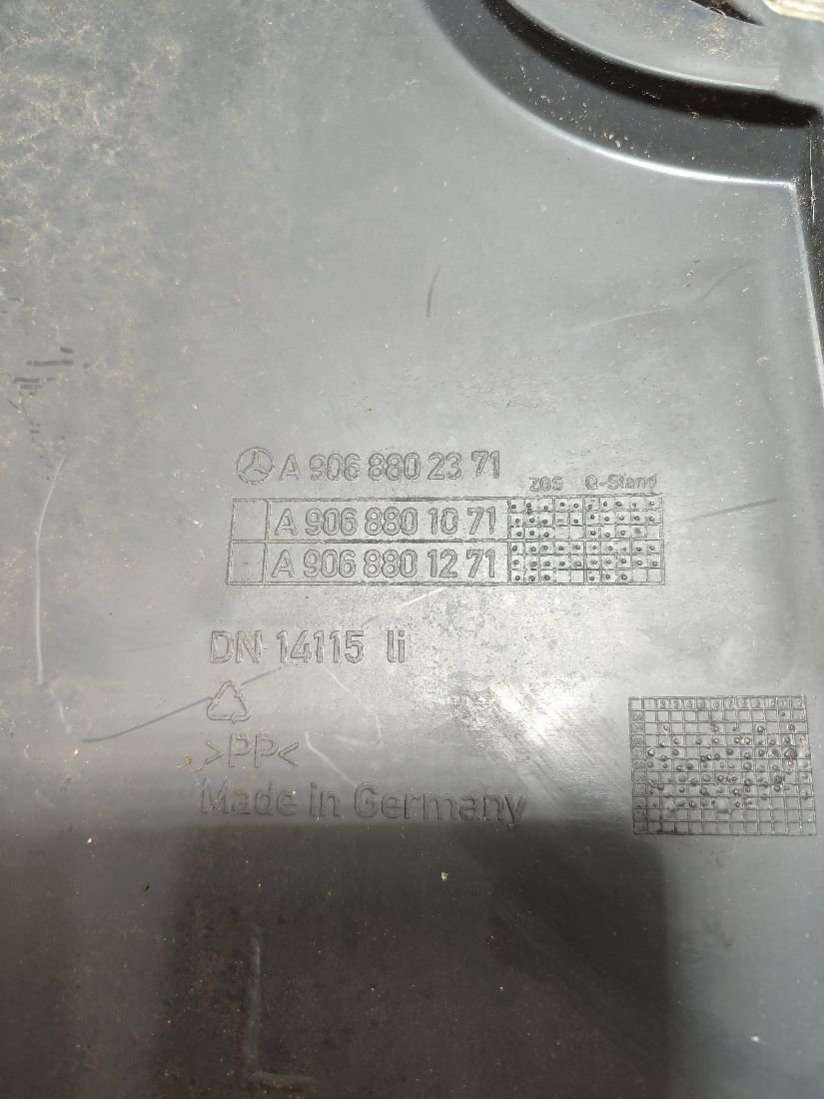 A 906 880 23 71
ZGS Q-Stand
A 906 880 10 71
A 906 880 12 71
DN 14115 li
>PP<
Made in Germany